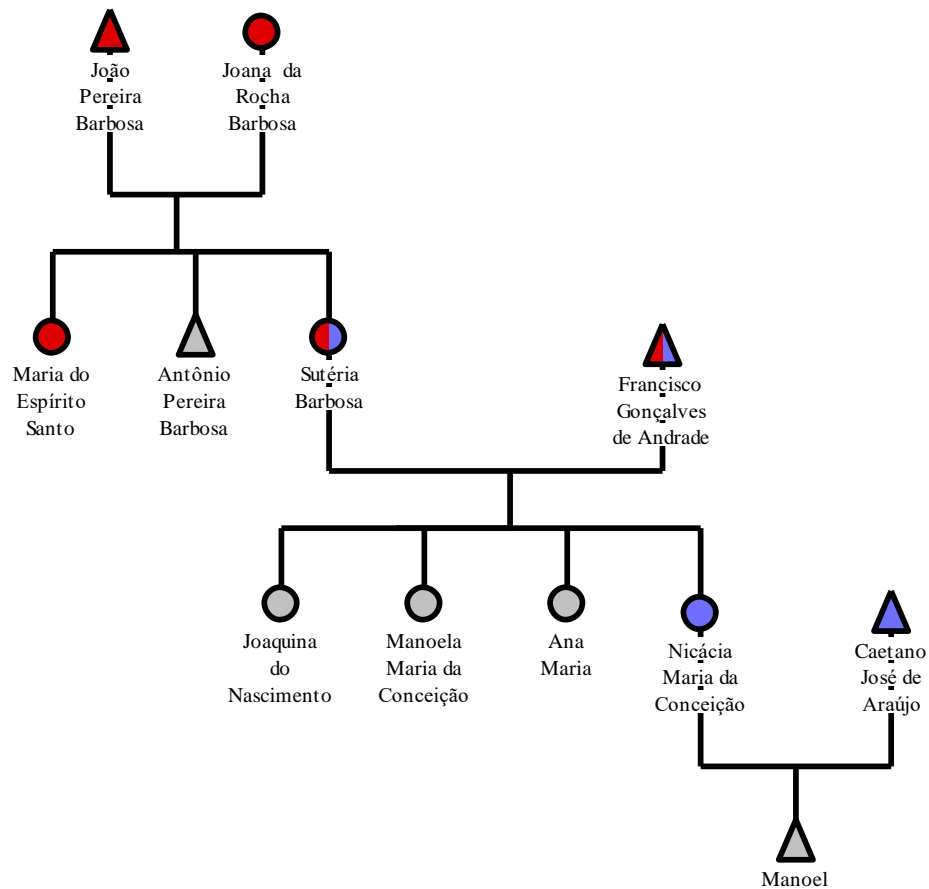 João
Pereira
Barbosa
Joana da
Rocha
Barbosa
Maria do
Espírito
Santo
Antônio
Pereira
Barbosa
Sutéria
Barbosa
Francisco
Gonçalves
de Andrade
Joaquina
do
Nascimento
Manoela
Maria da
Conceição
Ana
Maria
Nicácia
Maria da
Conceição
Caetano
José de
Araújo
Manoel